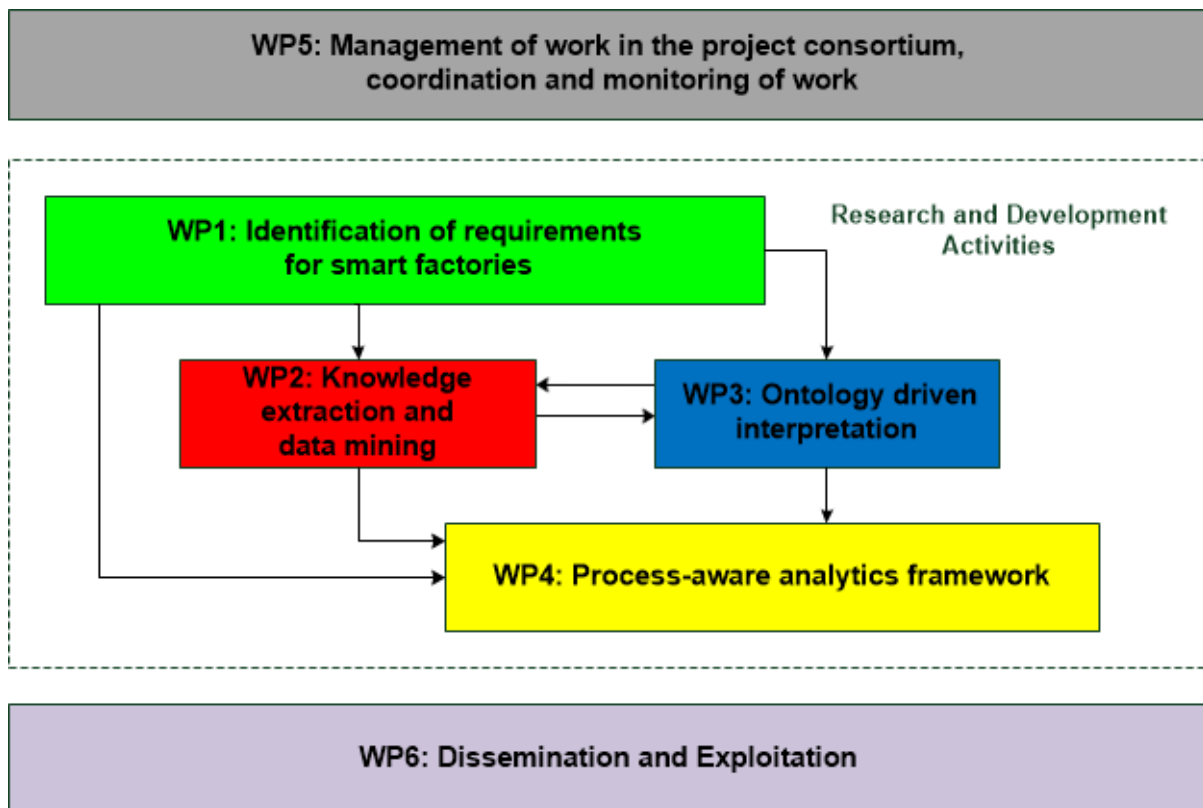 WP5: Management of work in the project consortium,
coordination and monitoring of work
WP1: Identification of requirements
for smart factories
Research and Development
Activities
WP2: Knowledge
extraction and
data mining
WP3: Ontology driven
interpretation
WP4: Process-aware analytics framework
WP6: Dissemination and Exploitation